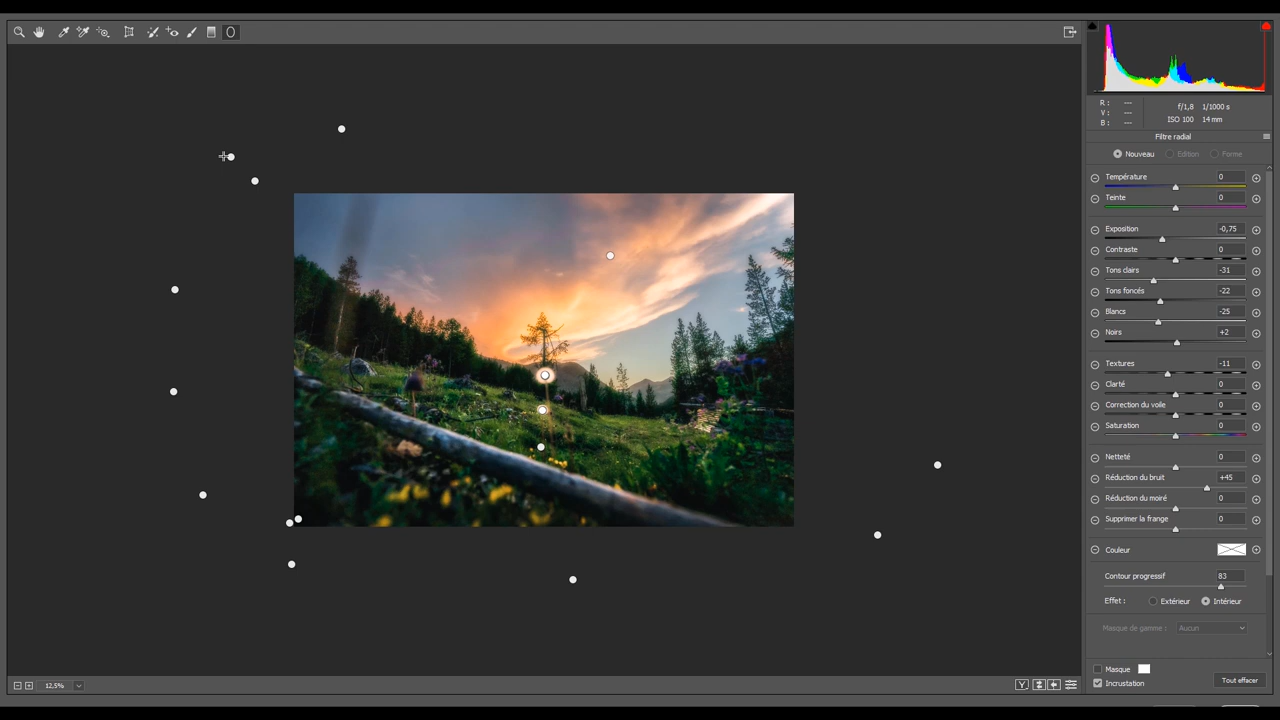 R : ---
V : ---
B : ---
f/1,8 1/1000 s
ISO 100 14 mm
Filtre radial
Nouveau Edition Forme
Température 0
Teinte 0
Exposition -0,75
Contraste 0
Tons clairs -31
Tons foncés -22
Blancs -25
Noirs +2
Textures -11
Clarté 0
Correction du voile 0
Saturation 0
Netteté 0
Réduction du bruit +45
Réduction du moiré 0
Supprimer la frange 0
Couleur
Contour progressif 83
Effet : Extérieur Intérieur
Masque de gamme : Aucun
Masque
Incrustation
Tout effacer
12,5%
Y